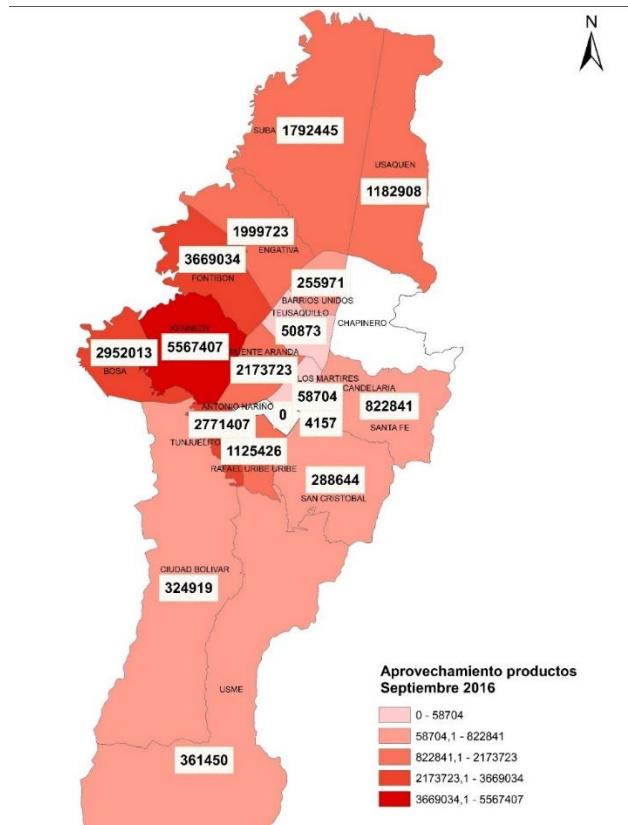 N
SUBA
1792445
USAQUEN
1182908
1999723
ENGATIVA
3669034
FONTIBON
255971
BARRIOS UNIDOS
TEUSAQUILLO
50873
CHAPINERO
KENNEDY
5567407
2952013
BOSA
PUENTE ARANDA
2173723
LOS MARTIRES
58704
CANDELARIA
822841
SANTA FE
ANTONIO NARIÑO
0
4157
2771407
TUNJUELITO
1125426
RAFAEL URIBE URIBE
288644
SAN CRISTOBAL
CIUDAD BOLIVAR
324919
USME
361450
Aprovechamiento productos
Septiembre 2016
0 - 58704
58704,1 - 822841
822841,1 - 2173723
2173723,1 - 3669034
3669034,1 - 5567407